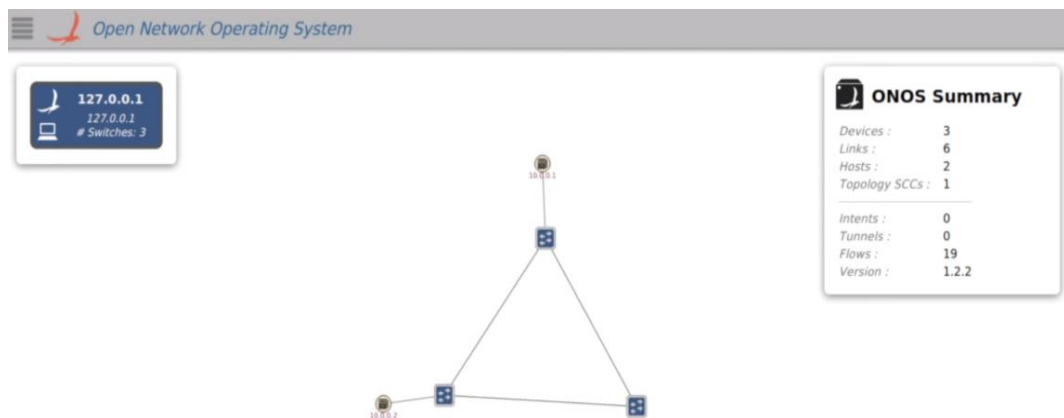 Open Network Operating System
127.0.0.1
127.0.0.1
# Switches: 3
ONOS Summary
Devices : 3
Links : 6
Hosts : 2
Topology SCCs : 1
Intents : 0
Tunnels : 0
Flows : 19
Version : 1.2.2
10.0.0.1
10.0.0.2